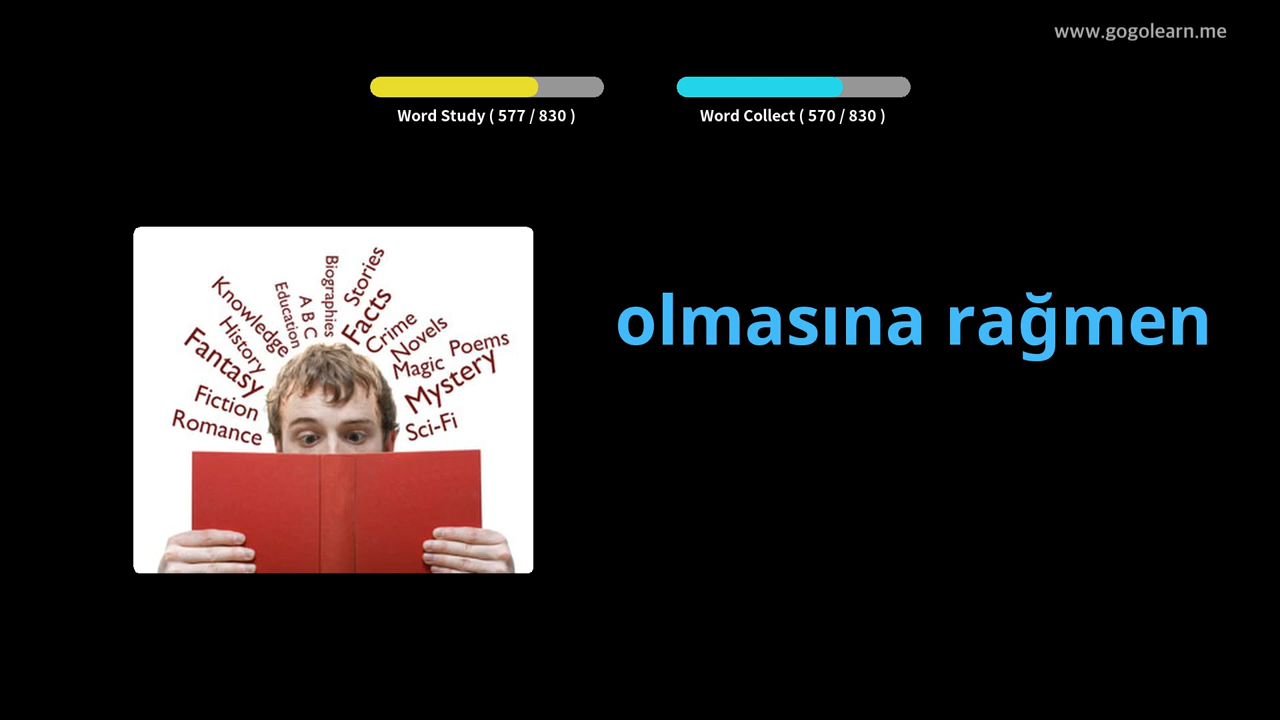 www.gogolearn.me
Word Study ( 577 / 830 )
Word Collect ( 570 / 830 )
olmasına rağmen
Knowledge
History
Fantasy
Fiction
Romance
Education
A B C
Biographies
Stories
Facts
Crime
Novels
Magic
Poems
Mystery
Sci-Fi